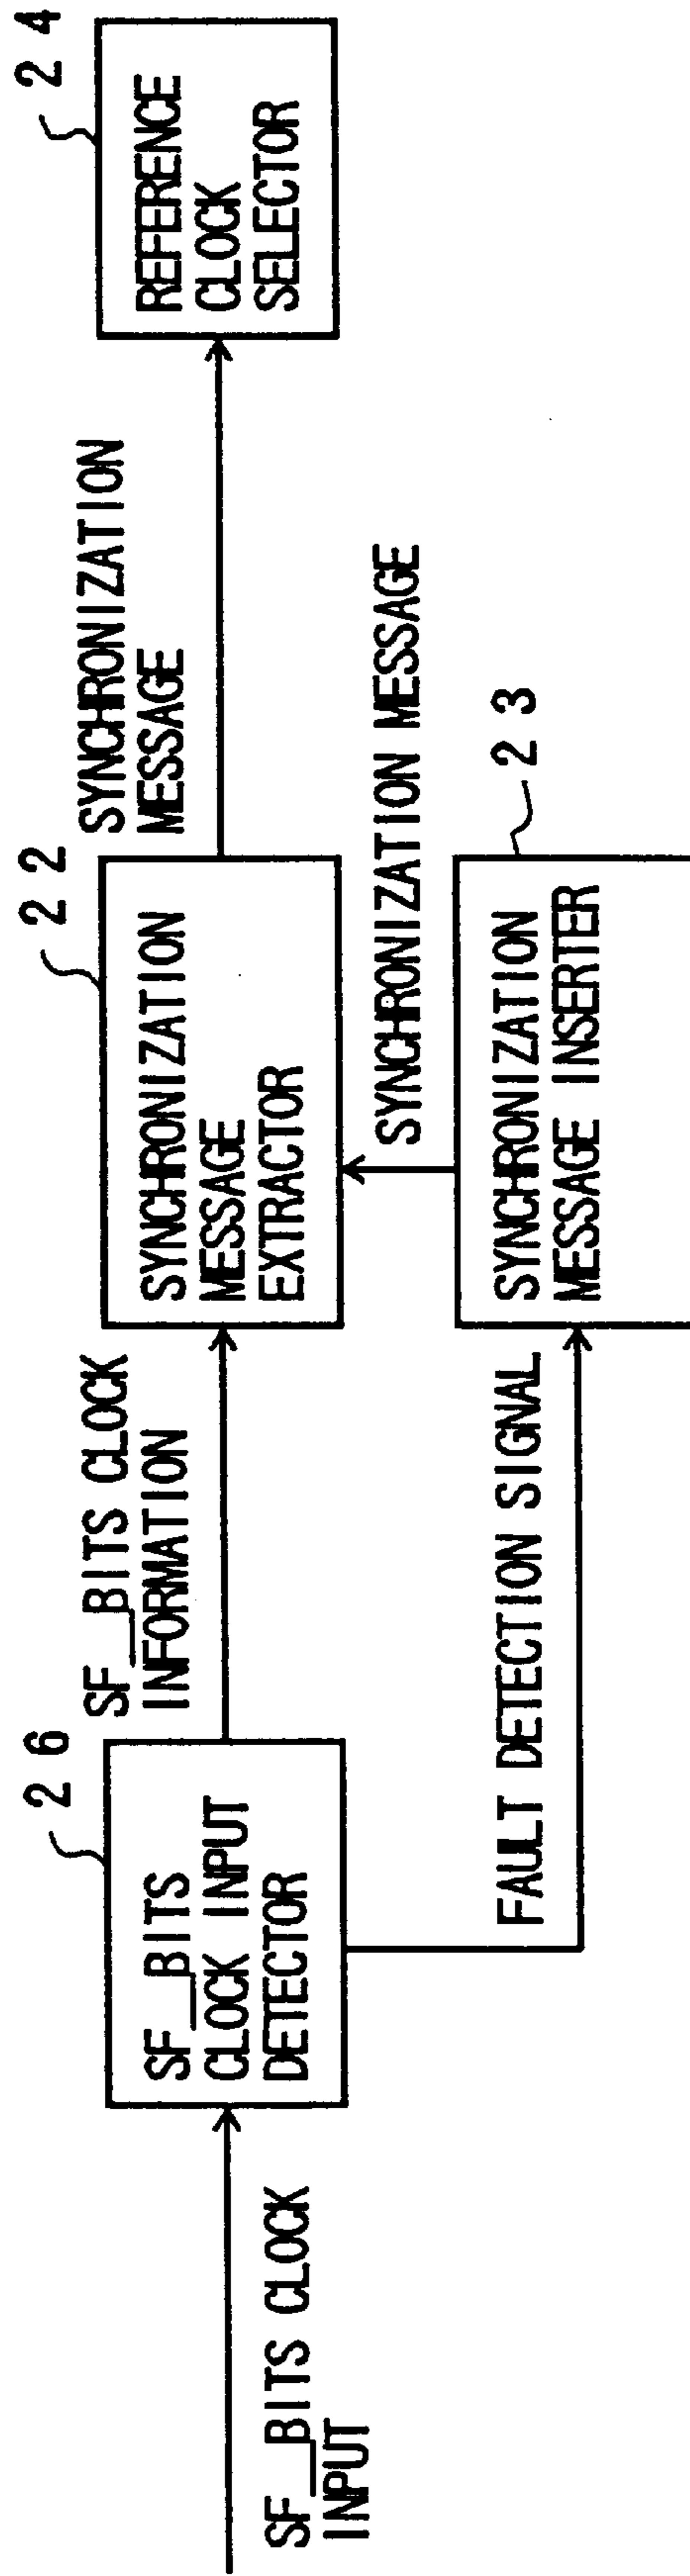 SF_BITS CLOCK
INPUT
26
SF_BITS
CLOCK INPUT
DETECTOR
SF_BITS CLOCK
INFORMATION
FAULT DETECTION SIGNAL
22
SYNCHRONIZATION
MESSAGE
EXTRACTOR
SYNCHRONIZATION MESSAGE
23
SYNCHRONIZATION
MESSAGE INSERTER
SYNCHRONIZATION
MESSAGE
24
REFERENCE
CLOCK
SELECTOR